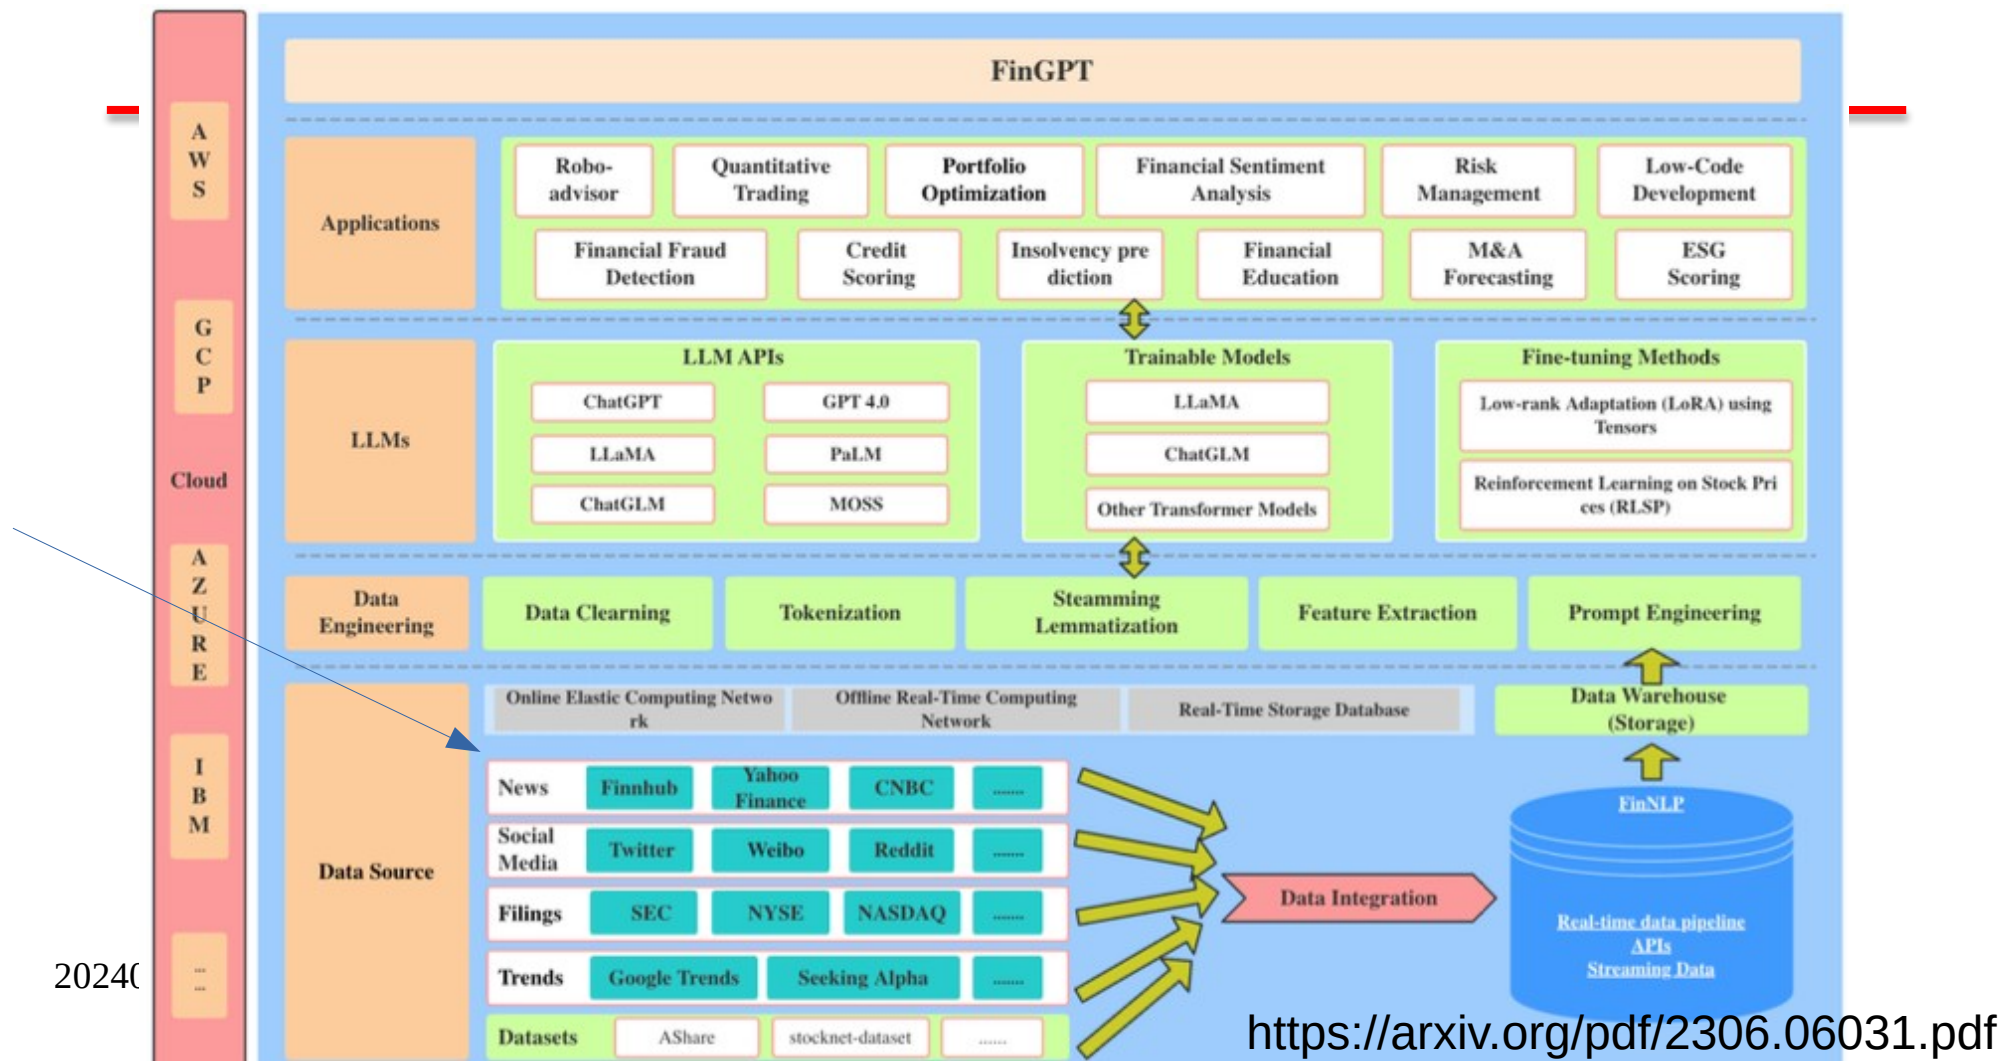 FinGPT
A
W
S
G
C
P
Cloud
A
Z
U
R
E
I
B
M
...
...
Applications
Robo-
advisor
Quantitative
Trading
Portfolio
Optimization
Financial Sentiment
Analysis
Risk
Management
Low-Code
Development
Financial Fraud
Detection
Credit
Scoring
Insolvency pre
diction
Financial
Education
M&A
Forecasting
ESG
Scoring
LLMs
LLM APIs
ChatGPT
GPT 4.0
LLaMA
PaLM
ChatGLM
MOSS
Trainable Models
LLaMA
ChatGLM
Other Transformer Models
Fine-tuning Methods
Low-rank Adaptation (LoRA) using
Tensors
Reinforcement Learning on Stock Pri
ces (RLSP)
Data
Engineering
Data Clearning
Tokenization
Steamming
Lemmatization
Feature Extraction
Prompt Engineering
Data Source
Online Elastic Computing Netwo
rk
Offline Real-Time Computing
Network
Real-Time Storage Database
Data Warehouse
(Storage)
News
Finnhub
Yahoo
Finance
CNBC
.......
Social
Media
Twitter
Weibo
Reddit
.......
Filings
SEC
NYSE
NASDAQ
.......
Trends
Google Trends
Seeking Alpha
.......
Datasets
AShare
stocknet-dataset
......
Data Integration
FinNLP
Real-time data pipeline
APIs
Streaming Data
https://arxiv.org/pdf/2306.06031.pdf